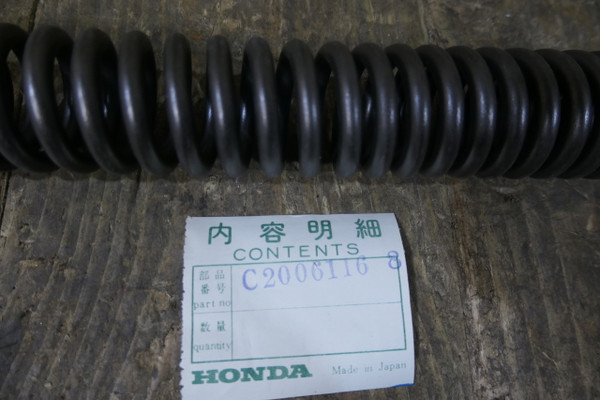 内容明細
CONTENTS
部品
番号
part no
C2006116 8
数量
quantity
HONDA Made in Japan